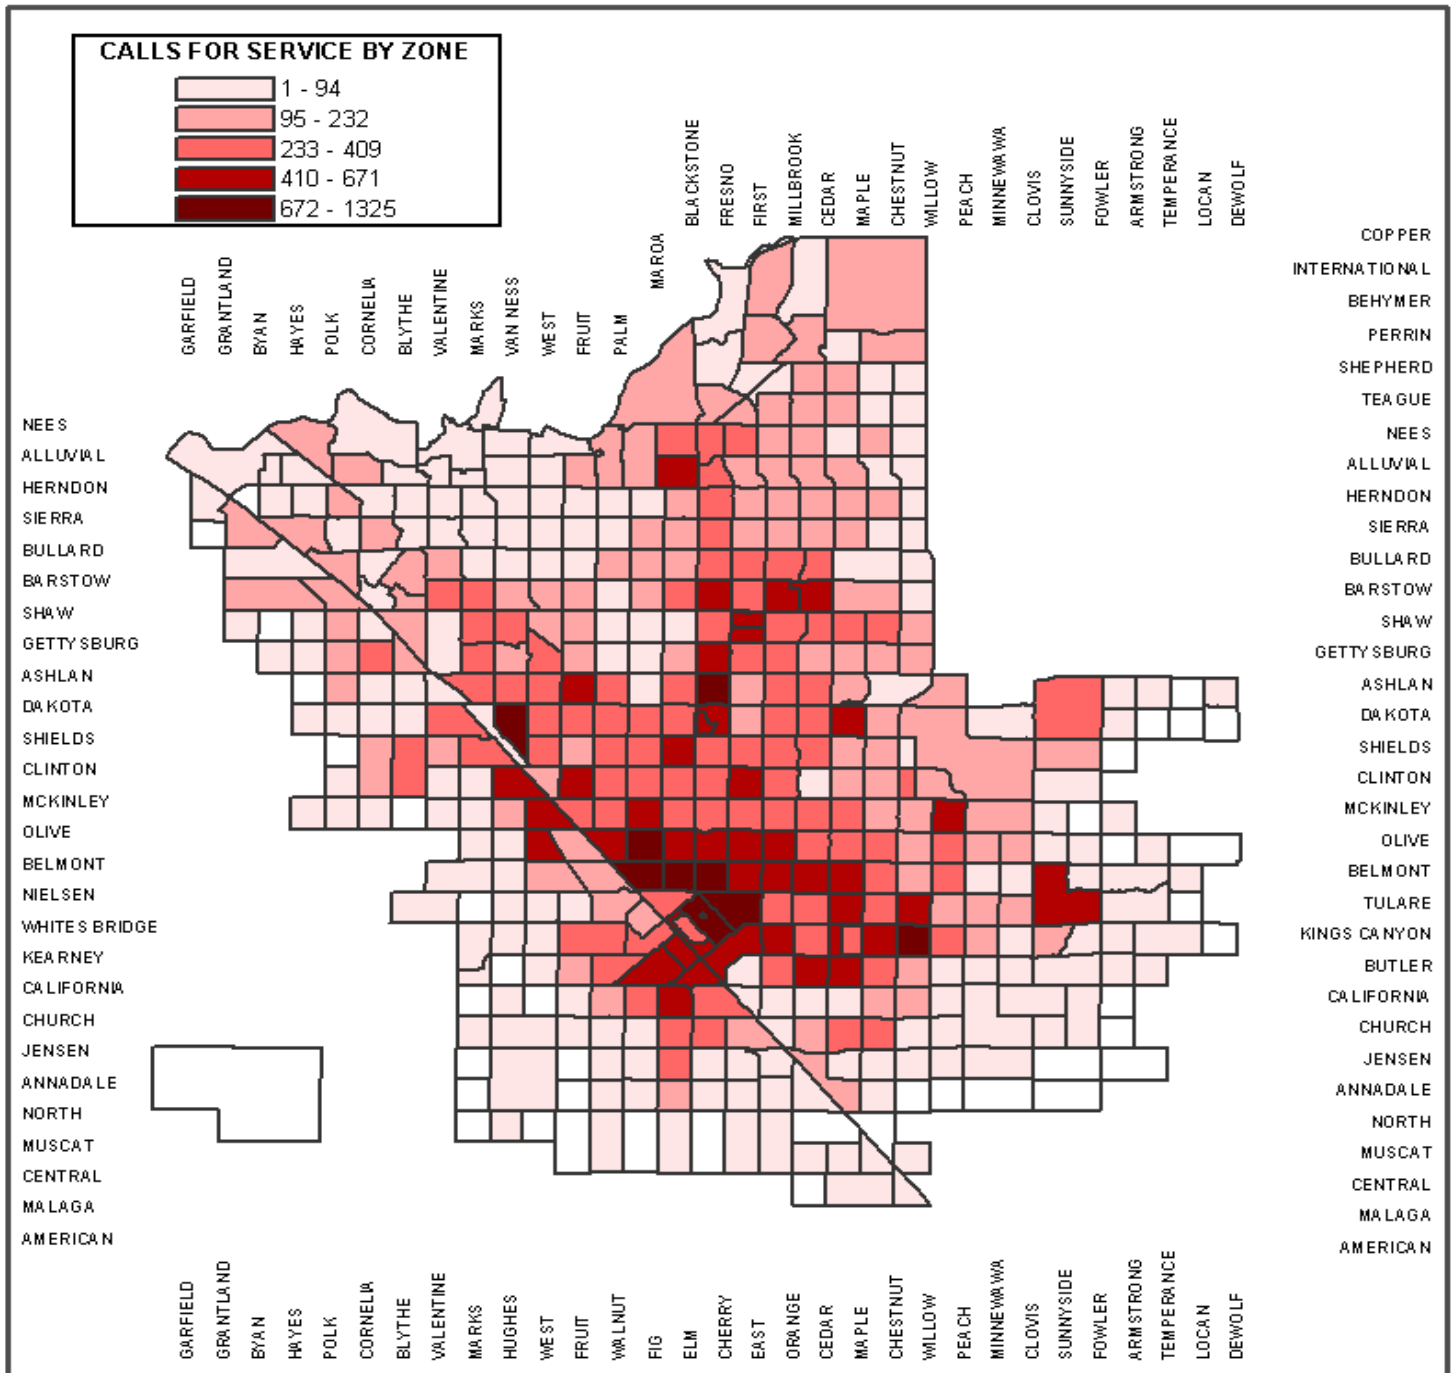 CALLS FOR SERVICE BY ZONE
1 - 94
95 - 232
233 - 409
410 - 671
672 - 1325
GARFIELD
GRANTLAND
BYAN
HAYES
POLK
CORNELIA
BLYTHE
VALENTINE
MARKS
VAN NESS
WEST
FRUIT
PALM
MAROA
BLACKSTONE
FRESNO
FIRST
MILLBROOK
CEDAR
MAPLE
CHESTNUT
WILLOW
PEACH
MINNEWAWA
CLOVIS
SUNNYSIDE
FOWLER
ARMSTRONG
TEMPERANCE
LOCAN
DEWOLF
NEES
ALLUVIAL
HERNDON
SIERRA
BULLARD
BARSTOW
SHAW
GETTYSBURG
ASHLAN
DAKOTA
SHIELDS
CLINTON
MCKINLEY
OLIVE
BELMONT
NIELSEN
WHITES BRIDGE
KEARNEY
CALIFORNIA
CHURCH
JENSEN
ANNADALE
NORTH
MUSCAT
CENTRAL
MALAGA
AMERICAN
COPPER
INTERNATIONAL
BEHYMER
PERRIN
SHEPHERD
TEAGUE
NEES
ALLUVIAL
HERNDON
SIERRA
BULLARD
BARSTOW
SHAW
GETTYSBURG
ASHLAN
DAKOTA
SHIELDS
CLINTON
MCKINLEY
OLIVE
BELMONT
TULARE
KINGS CANYON
BUTLER
CALIFORNIA
CHURCH
JENSEN
ANNADALE
NORTH
MUSCAT
CENTRAL
MALAGA
AMERICAN
GARFIELD
GRANTLAND
BYAN
HAYES
POLK
CORNELIA
BLYTHE
VALENTINE
MARKS
HUGHES
WEST
FRUIT
WALNUT
FIG
ELM
CHERRY
EAST
ORANGE
CEDAR
MAPLE
CHESTNUT
WILLOW
PEACH
MINNEWAWA
CLOVIS
SUNNYSIDE
FOWLER
ARMSTRONG
TEMPERANCE
LOCAN
DEWOLF